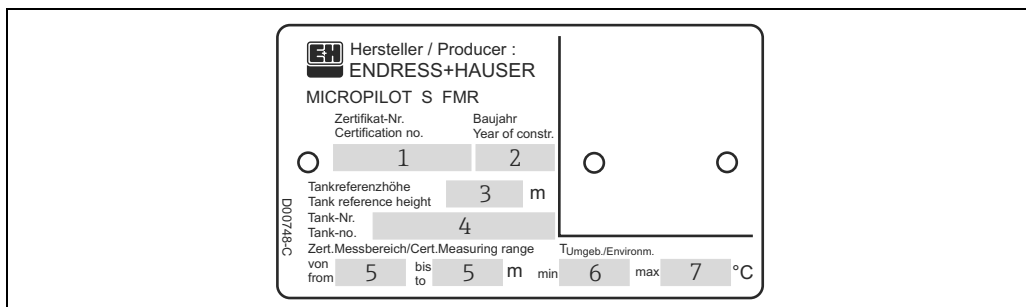 E+H Hersteller / Producer :
ENDRESS+HAUSER
MICROPILOT S FMR
Zertifikat-Nr. Baujahr
Certification no. Year of constr.
1 2
Tankreferenzhöhe
Tank reference height 3 m
Tank-Nr.
Tank-no. 4
Zert.Messbereich/Cert.Measuring range TUmgeb./Environm.
von bis
from 5 to 5 m min 6 max 7 °C
D00748-C